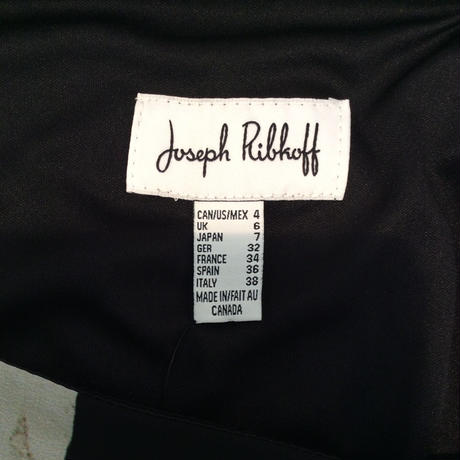 Joseph Ribkoff
CAN/US/MEX 4
UK 6
JAPAN 7
GER 32
FRANCE 34
SPAIN 36
ITALY 38
MADE IN/FAIT AU
CANADA